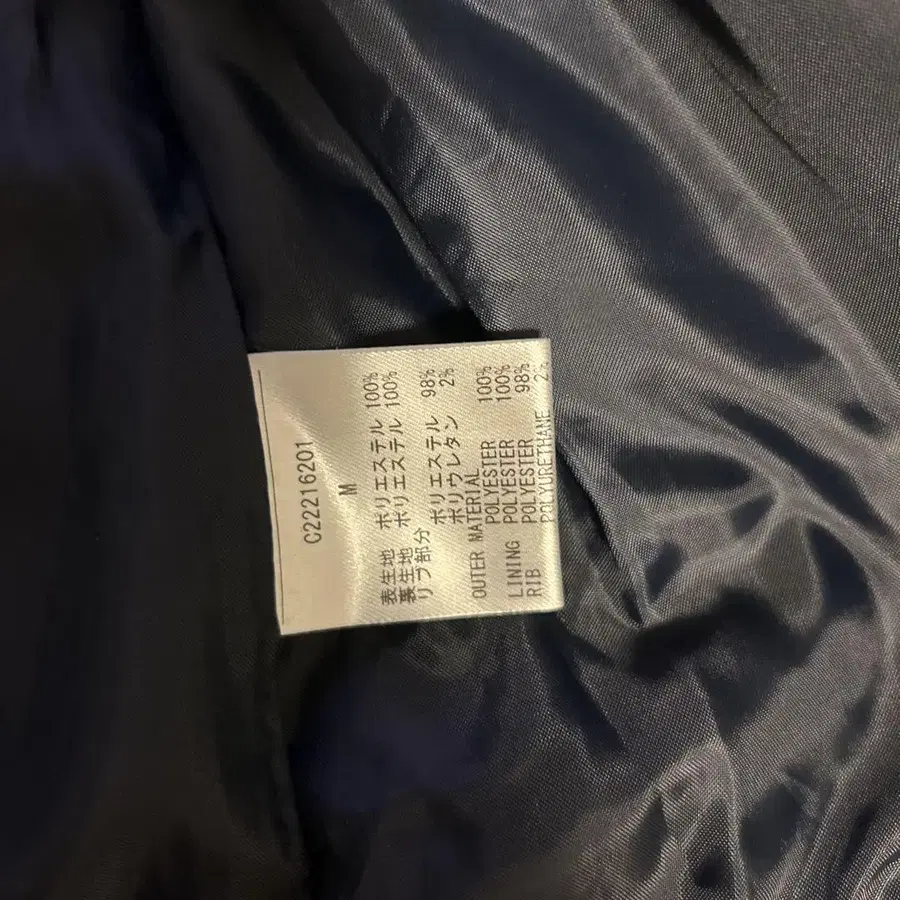 C22216201
M
表生地 ポリエステル 100%
裏生地 ポリエステル 100%
リブ部分
ポリエステル 98%
ポリウレタン 2%
OUTER MATERIAL
POLYESTER 100%
LINING POLYESTER 100%
RIB POLYESTER 98%
POLYURETHANE 2%